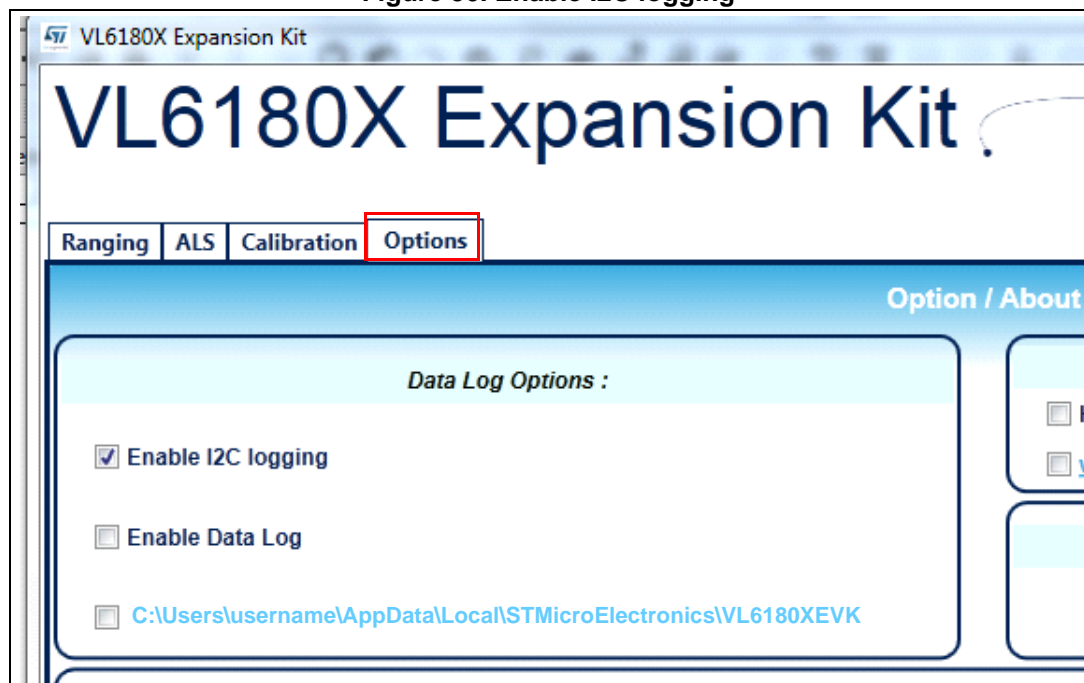 VL6180X Expansion Kit
VL6180X Expansion Kit
Ranging ALS Calibration Options
Option / About
Data Log Options :
Enable I2C logging
Enable Data Log
C:\Users\username\AppData\Local\STMicroElectronics\VL6180XEVK